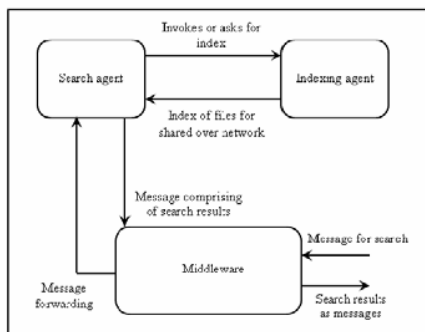 Invokes or asks for
index
Search agent
Indexing agent
Index of files for
shared over network
Message comprising
of search results
Message for search
Middleware
Message
forwarding
Search results
as messages